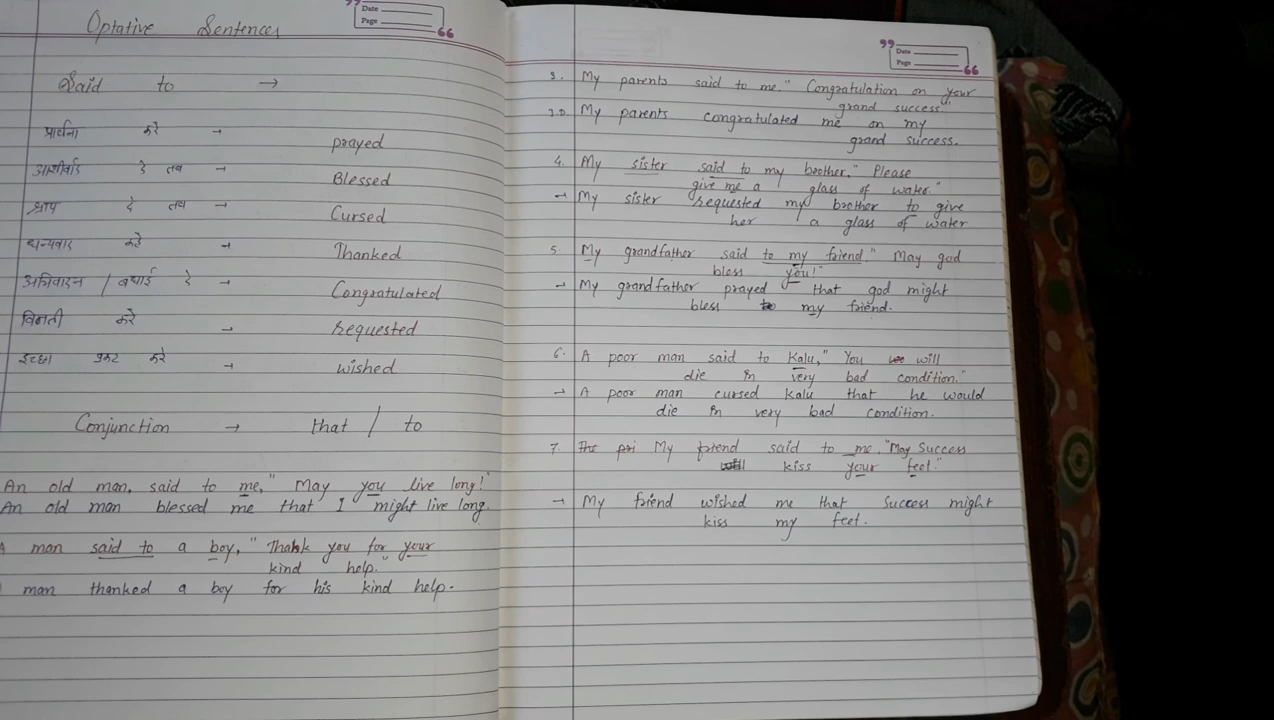 Date
Page
Optative Sentences
Said to →
प्रार्थना करे → prayed
आशीर्वाद दे तब → Blessed
श्राप दे तब → Cursed
धन्यवाद करे → Thanked
अभिवादन / बधाई दे → Congratulated
विनती करे → requested
इच्छा प्रकट करे → wished
Conjunction → that / to
An old man, said to me," May you live long!"
An old man blessed me that I might live long.
A man said to a boy, " Thank you for your
kind help.
man thanked a boy for his kind help.
Date
Page
3. My parents said to me," Congratulation on your
grand success"
I.D. My parents congratulated me on my
grand success.
4. My sister said to my brother," Please
give me a glass of water."
→ My sister requested my brother to give
her a glass of water
5. My grandfather said to my friend" May god
bless you!"
→ My grandfather prayed that god might
bless my friend.
6. A poor man said to Kalu," You will
die in very bad condition."
→ A poor man cursed Kalu that he would
die in very bad condition.
7. My friend said to me, "May Success
kiss your feet."
→ My friend wished me that Success might
kiss my feet.